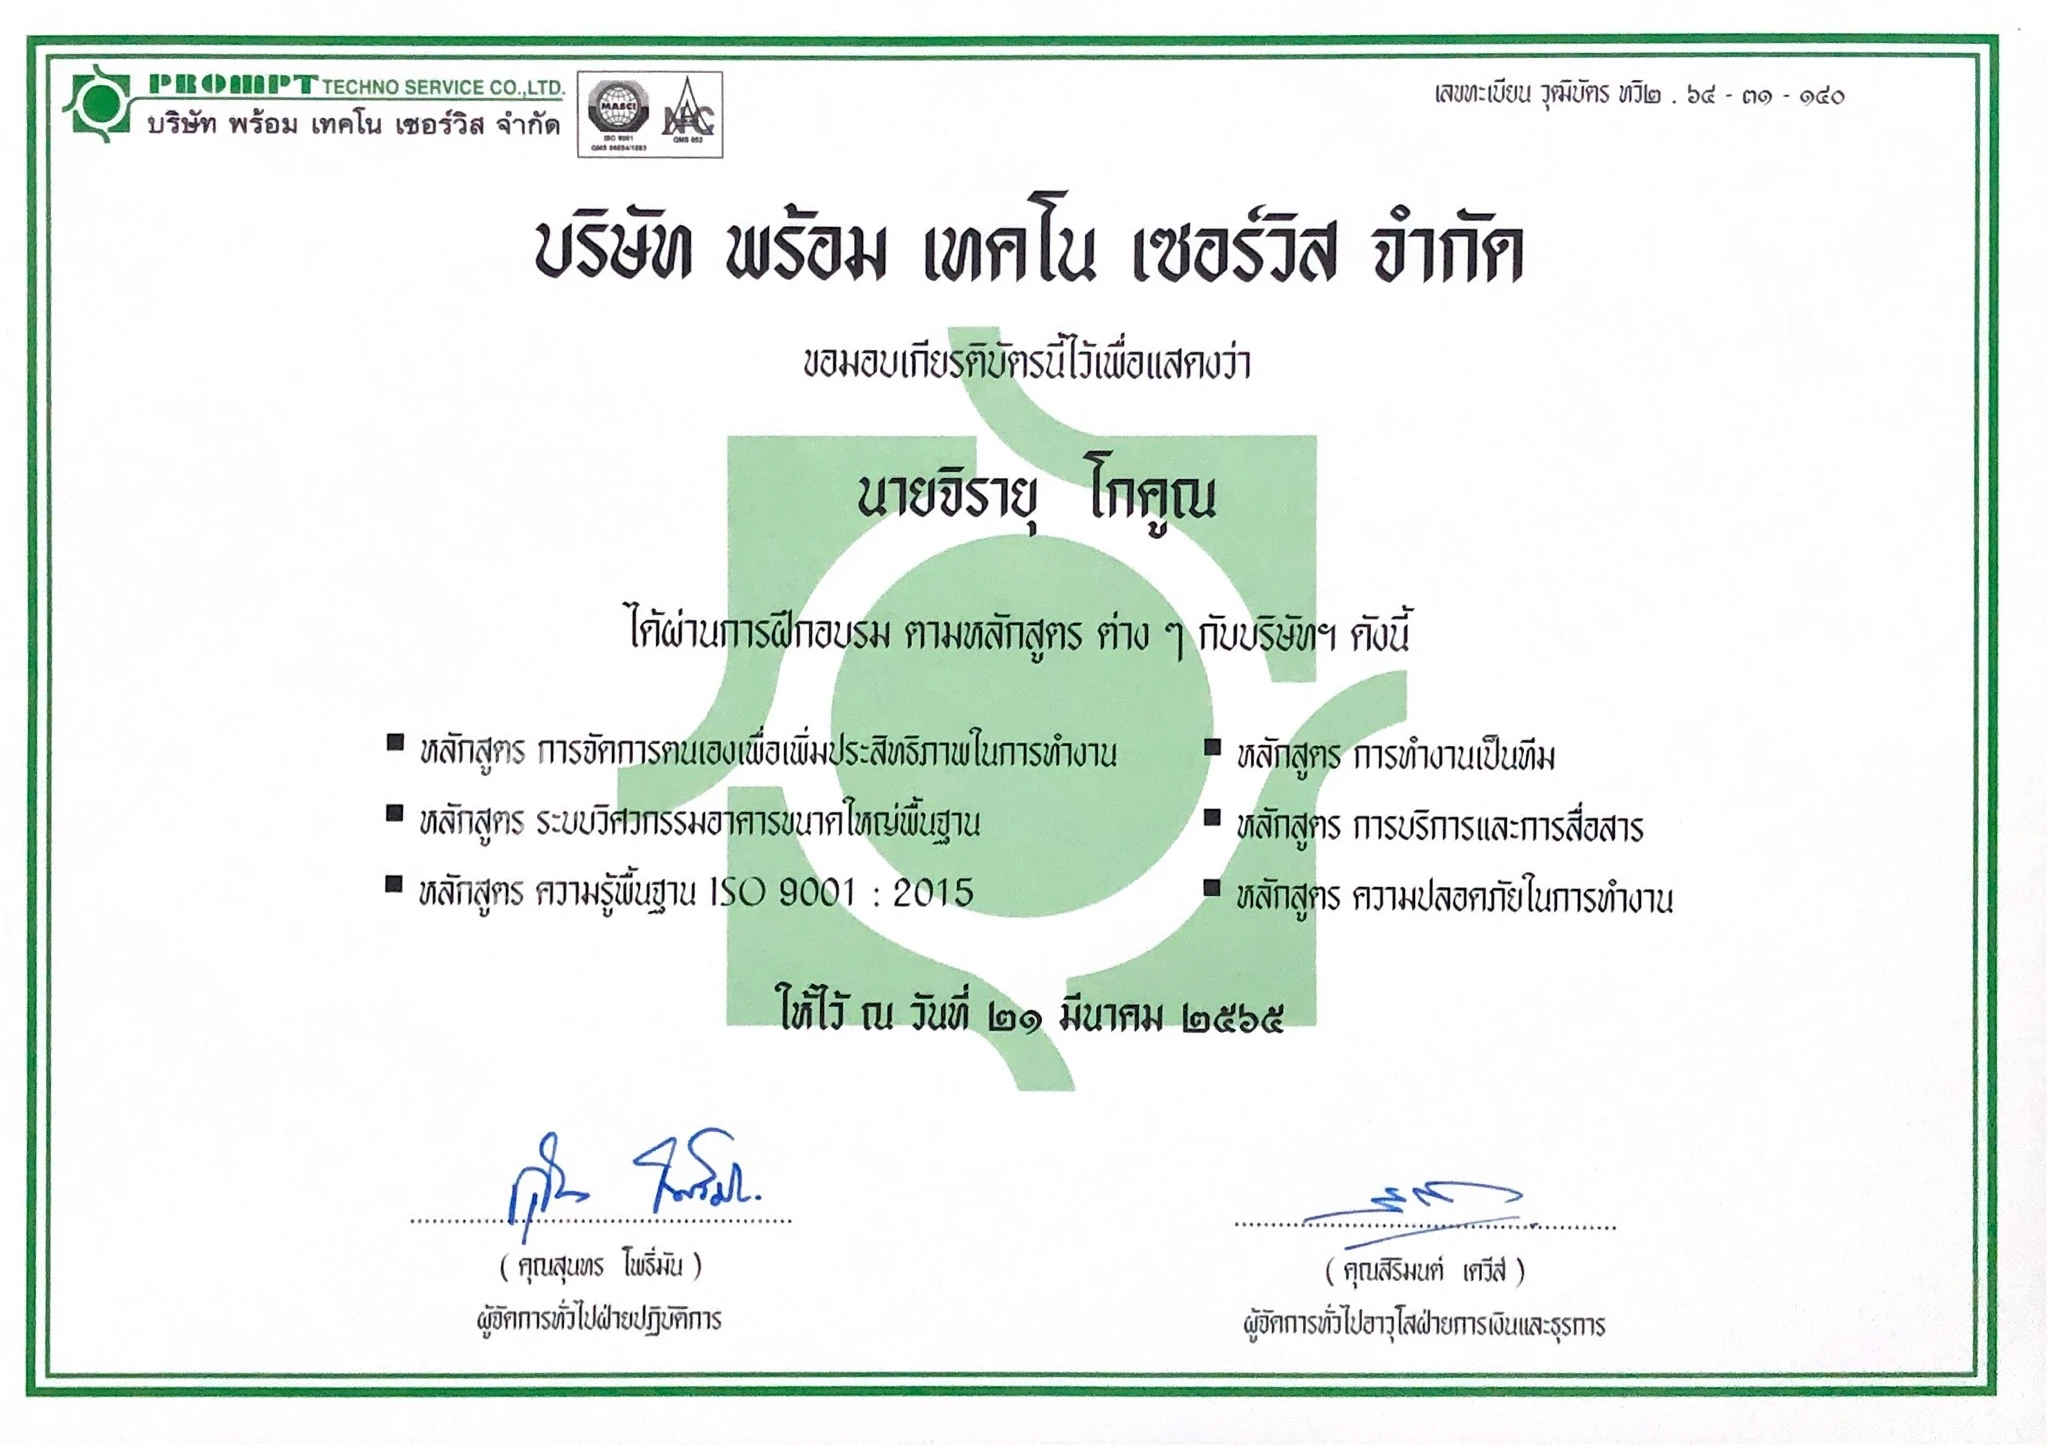 PROMPT TECHNO SERVICE CO.,LTD.
บริษัท พร้อม เทคโน เซอร์วิส จำกัด
MASCI
ISO 9001
NAC
เลขทะเบียน วุฒิบัตร ทวิ๒ . ๖๔ - ๓๑ - ๑๔๐
บริษัท พร้อม เทคโน เซอร์วิส จำกัด
ขอมอบเกียรติบัตรนี้ไว้เพื่อแสดงว่า
นายจิรายุ โกคูณ
ได้ผ่านการฝึกอบรม ตามหลักสูตร ต่าง ๆ กับบริษัทฯ ดังนี้
▪ หลักสูตร การจัดการตนเองเพื่อเพิ่มประสิทธิภาพในการทำงาน
▪ หลักสูตร การทำงานเป็นทีม
▪ หลักสูตร ระบบวิศวกรรมอาคารขนาดใหญ่พื้นฐาน
▪ หลักสูตร การบริการและการสื่อสาร
▪ หลักสูตร ความรู้พื้นฐาน ISO 9001 : 2015
▪ หลักสูตร ความปลอดภัยในการทำงาน
ให้ไว้ ณ วันที่ ๒๑ มีนาคม ๒๕๖๕
( คุณสุนทร โพธิ์มัน )
ผู้จัดการทั่วไปฝ่ายปฏิบัติการ
( คุณสิริมนต์ เดวีส์ )
ผู้จัดการทั่วไปอาวุโสฝ่ายการเงินและธุรการ